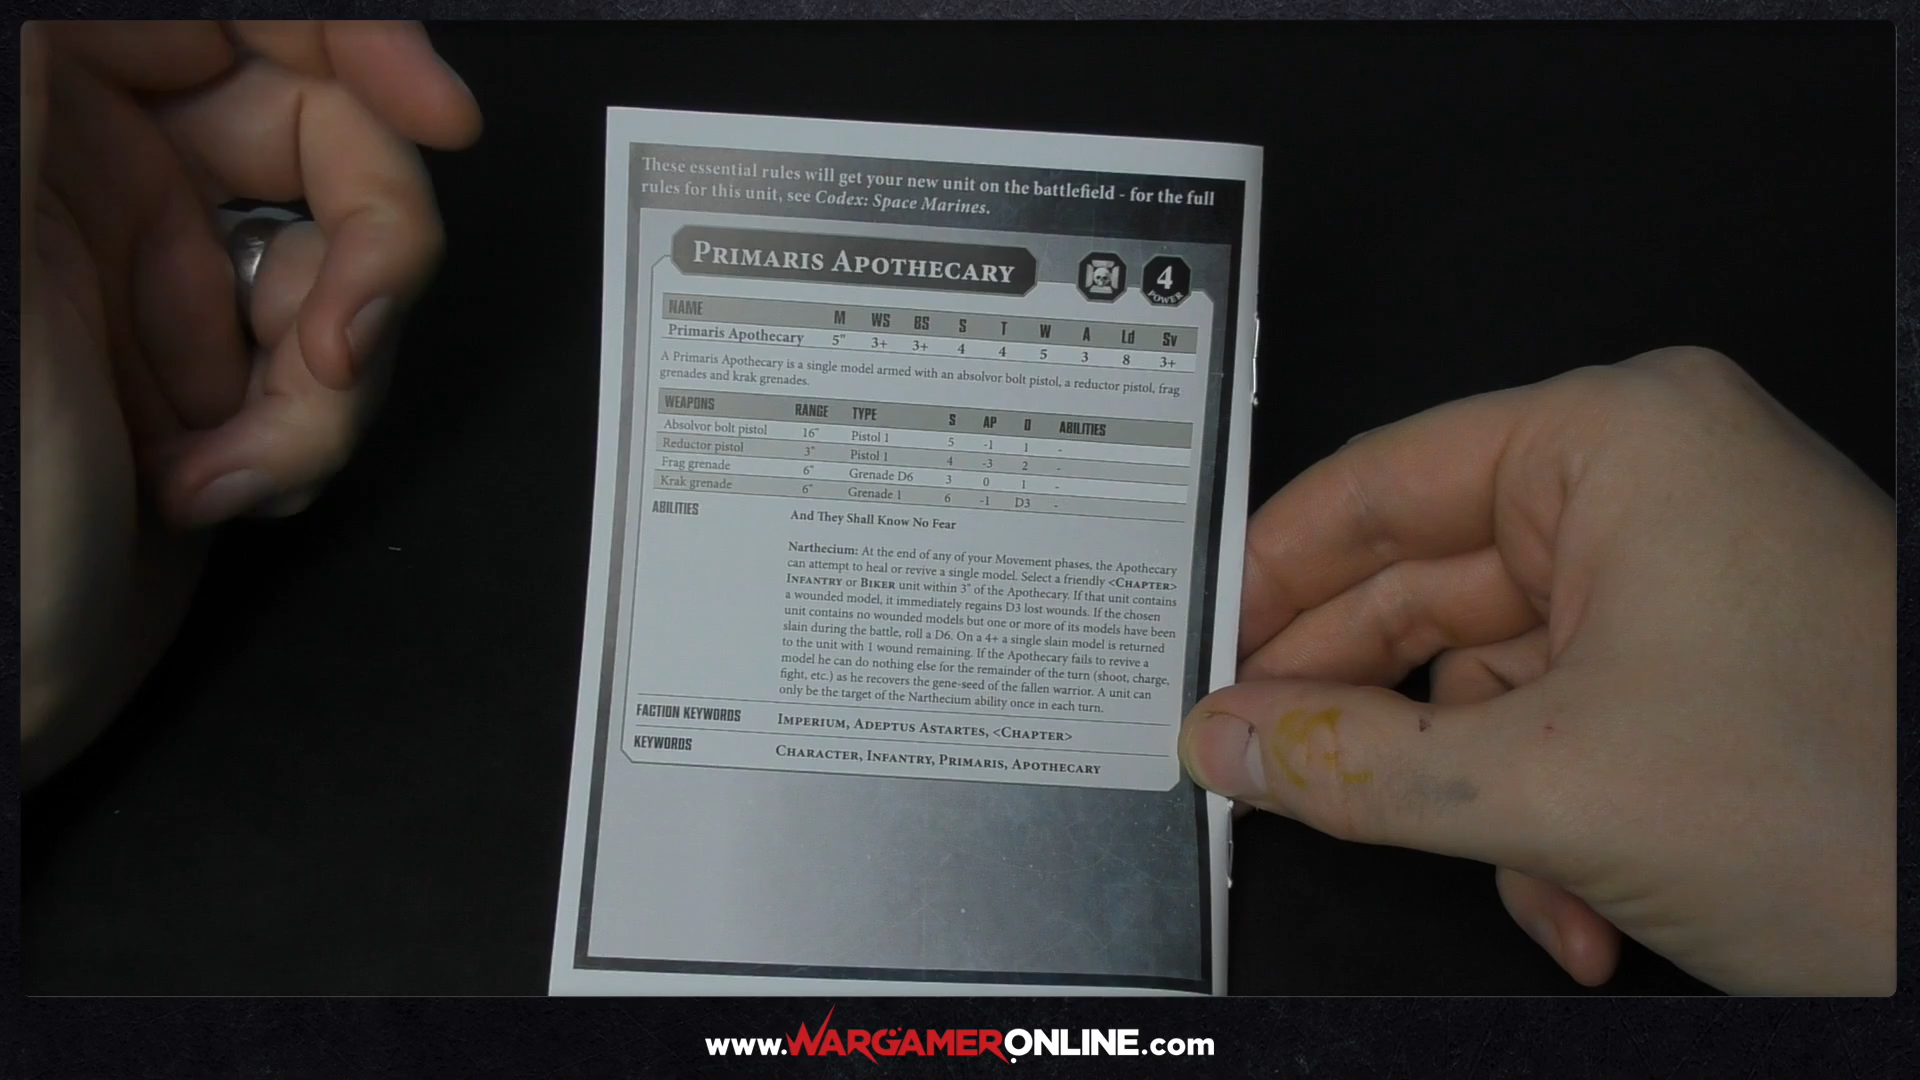 These essential rules will get your new unit on the battlefield - for the full
rules for this unit, see Codex: Space Marines.
PRIMARIS APOTHECARY
4
POWER
NAME M WS BS S T W A Ld Sv
Primaris Apothecary 5" 3+ 3+ 4 4 5 3 8 3+
A Primaris Apothecary is a single model armed with an absolvor bolt pistol, a reductor pistol, frag
grenades and krak grenades.
WEAPONS RANGE TYPE S AP D ABILITIES
Absolvor bolt pistol 16" Pistol 1 5 -1 1 -
Reductor pistol 3" Pistol 1 4 -3 2 -
Frag grenade 6" Grenade D6 3 0 1 -
Krak grenade 6" Grenade 1 6 -1 D3 -
ABILITIES And They Shall Know No Fear
Narthecium: At the end of any of your Movement phases, the Apothecary
can attempt to heal or revive a single model. Select a friendly <CHAPTER>
INFANTRY or BIKER unit within 3" of the Apothecary. If that unit contains
a wounded model, it immediately regains D3 lost wounds. If the chosen
unit contains no wounded models but one or more of its models have been
slain during the battle, roll a D6. On a 4+ a single slain model is returned
to the unit with 1 wound remaining. If the Apothecary fails to revive a
model he can do nothing else for the remainder of the turn (shoot, charge,
fight, etc.) as he recovers the gene-seed of the fallen warrior. A unit can
only be the target of the Narthecium ability once in each turn.
FACTION KEYWORDS IMPERIUM, ADEPTUS ASTARTES, <CHAPTER>
KEYWORDS CHARACTER, INFANTRY, PRIMARIS, APOTHECARY
www.WARGAMERONLINE.com